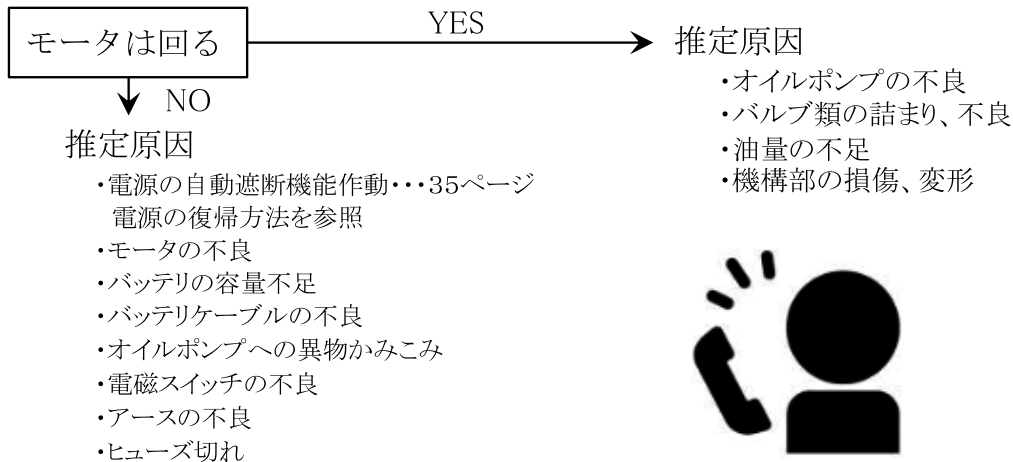 モータは回る
YES
推定原因
・オイルポンプの不良
・バルブ類の詰まり、不良
・油量の不足
・機構部の損傷、変形
NO
推定原因
・電源の自動遮断機能作動・・・35ページ
電源の復帰方法を参照
・モータの不良
・バッテリの容量不足
・バッテリケーブルの不良
・オイルポンプへの異物かみこみ
・電磁スイッチの不良
・アースの不良
・ヒューズ切れ